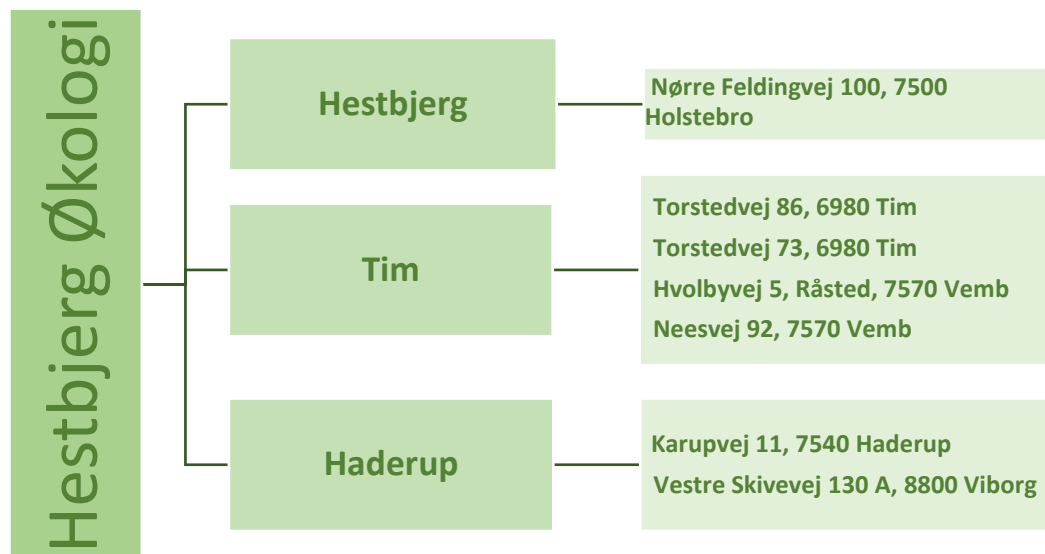 Hestbjerg Økologi
Hestbjerg
Nørre Feldingvej 100, 7500
Holstebro
Tim
Torstedvej 86, 6980 Tim
Torstedvej 73, 6980 Tim
Hvolbyvej 5, Råsted, 7570 Vemb
Neesvej 92, 7570 Vemb
Haderup
Karupvej 11, 7540 Haderup
Vestre Skivevej 130 A, 8800 Viborg